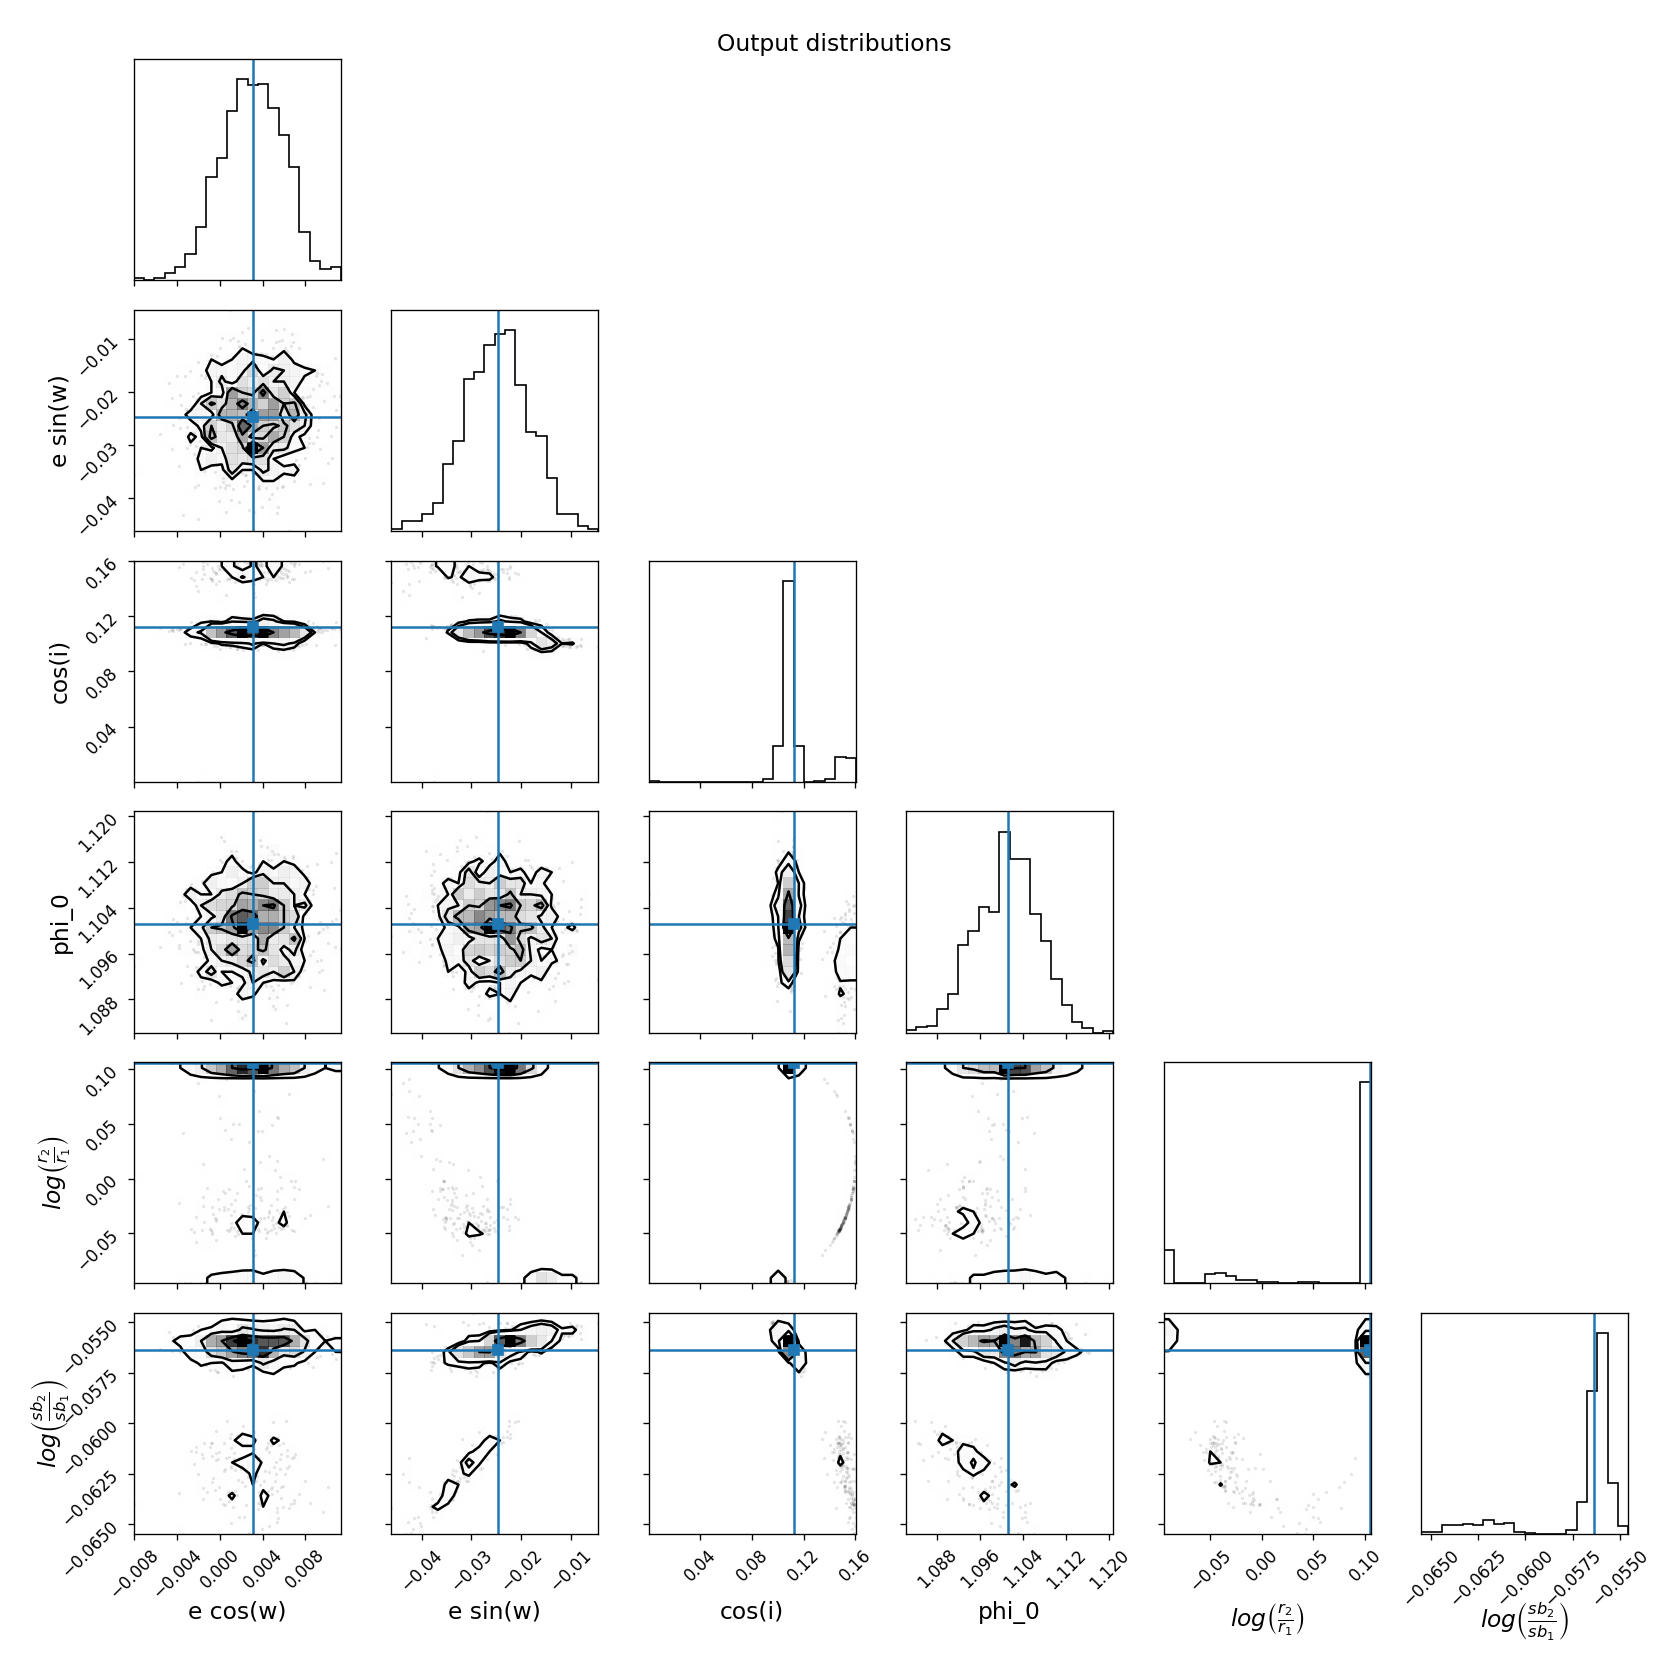 Output distributions
e sin(w)
−0.01
−0.02
−0.03
−0.04
cos(i)
0.16
0.12
0.08
0.04
phi_0
1.120
1.112
1.104
1.096
1.088
log(r₂/r₁)
0.10
0.05
0.00
−0.05
log(sb₂/sb₁)
−0.0550
−0.0575
−0.0600
−0.0625
−0.0650
−0.008 −0.004 0.000 0.004 0.008
−0.04 −0.03 −0.02 −0.01
0.04 0.08 0.12 0.16
1.088 1.096 1.104 1.112 1.120
−0.05 0.00 0.05 0.10
−0.0650 −0.0625 −0.0600 −0.0575 −0.0550
e cos(w) e sin(w) cos(i) phi_0 log(r₂/r₁) log(sb₂/sb₁)